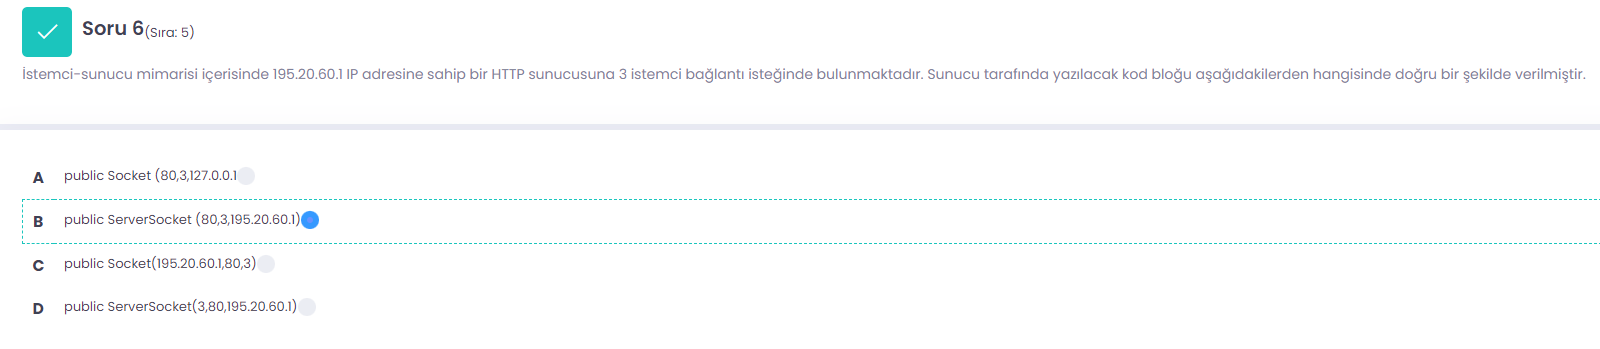 Soru 6(Sıra: 5)
İstemci-sunucu mimarisi içerisinde 195.20.60.1 IP adresine sahip bir HTTP sunucusuna 3 istemci bağlantı isteğinde bulunmaktadır. Sunucu tarafında yazılacak kod bloğu aşağıdakilerden hangisinde doğru bir şekilde verilmiştir.
A public Socket (80,3,127.0.0.1
B public ServerSocket (80,3,195.20.60.1)
C public Socket(195.20.60.1,80,3)
D public ServerSocket(3,80,195.20.60.1)